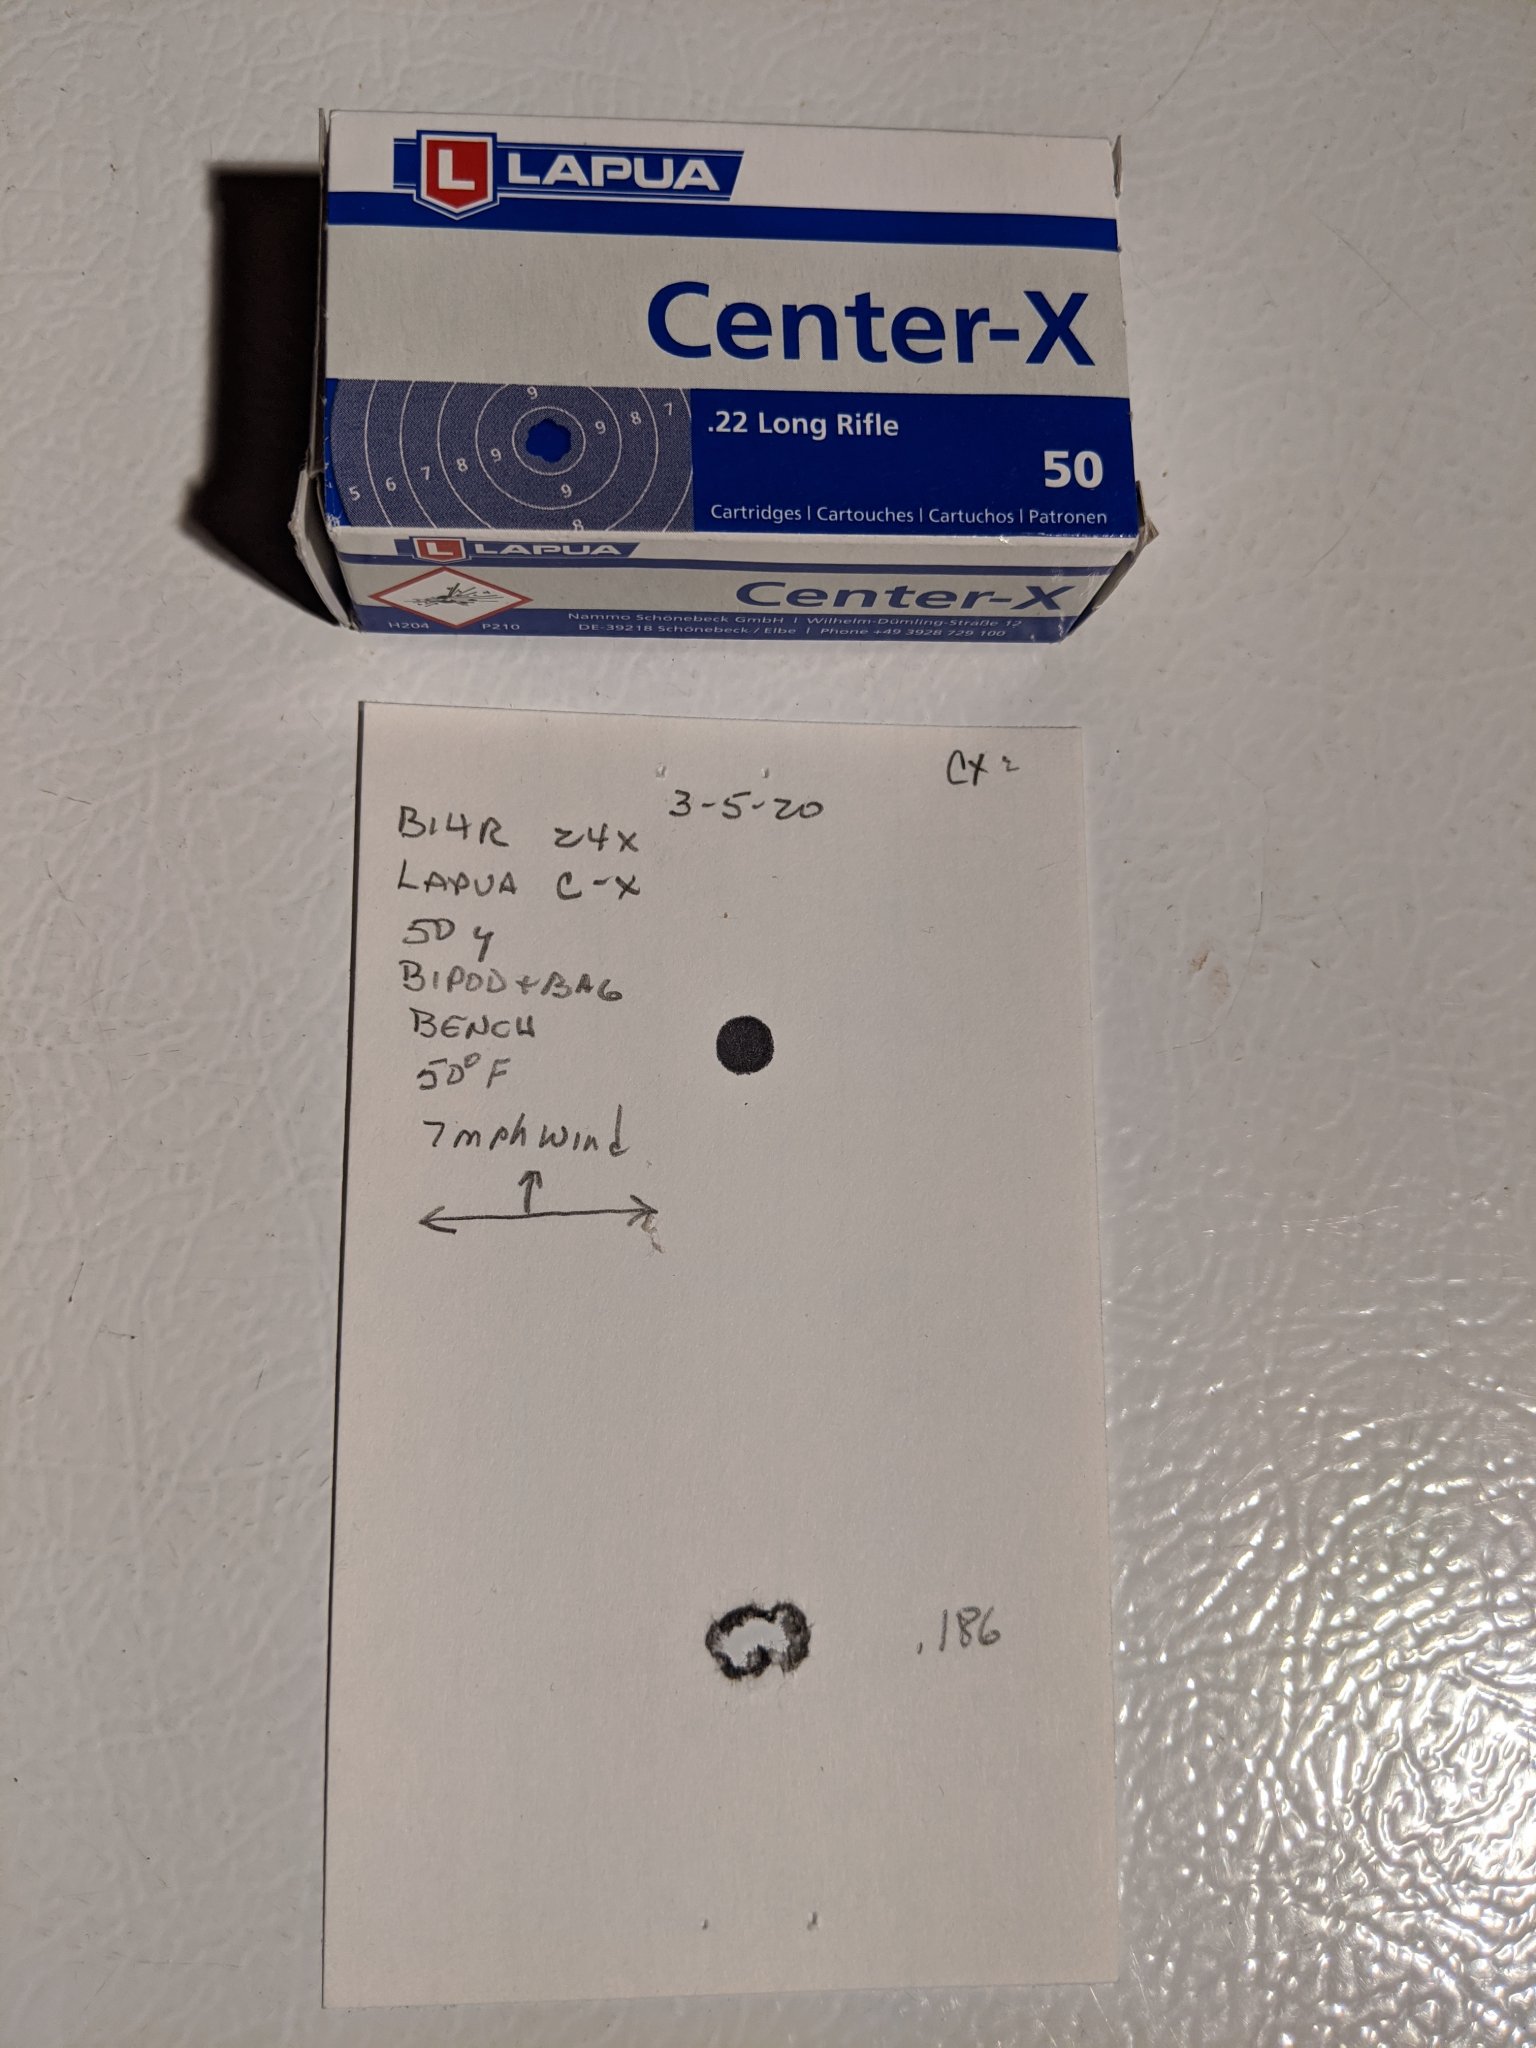 L LAPUA
Center-X
9
9 8 7
5 6 7 8 9
9
8
.22 Long Rifle
50
Cartridges | Cartouches | Cartuchos | Patronen
L LAPUA
Center-X
H204 P210
Nammo Schönebeck GmbH | Wilhelm-Dümling-Straße 12
DE-39218 Schönebeck / Elbe | Phone +49 3928 729 100
CX 2
3-5-20
B14R 24X
LAPUA C-X
50 y
BIPOD + BAG
BENCH
50° F
7mph wind
.186